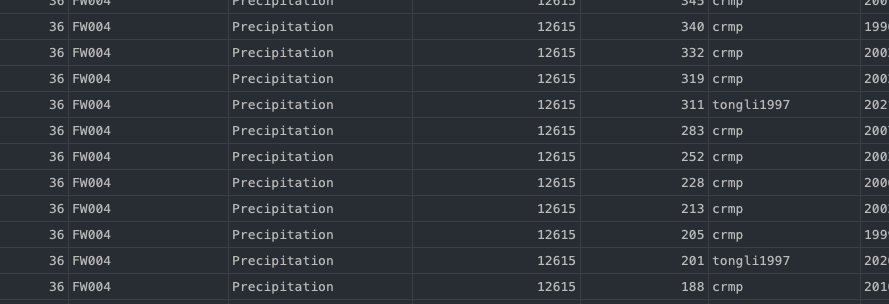 36 FW004 Precipitation 12615 345 crmp 200
36 FW004 Precipitation 12615 340 crmp 199
36 FW004 Precipitation 12615 332 crmp 200
36 FW004 Precipitation 12615 319 crmp 200
36 FW004 Precipitation 12615 311 tongli1997 202
36 FW004 Precipitation 12615 283 crmp 200
36 FW004 Precipitation 12615 252 crmp 200
36 FW004 Precipitation 12615 228 crmp 200
36 FW004 Precipitation 12615 213 crmp 200
36 FW004 Precipitation 12615 205 crmp 199
36 FW004 Precipitation 12615 201 tongli1997 202
36 FW004 Precipitation 12615 188 crmp 201